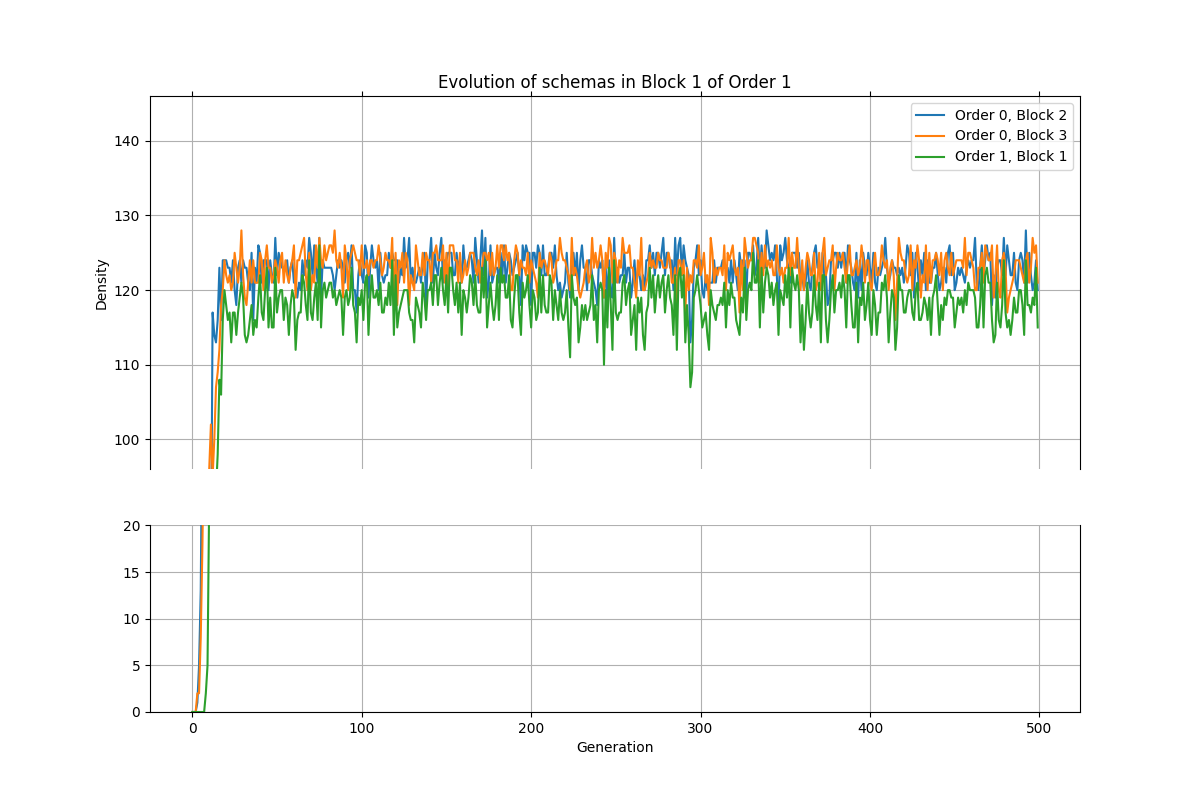 Evolution of schemas in Block 1 of Order 1
Order 0, Block 2
Order 0, Block 3
Order 1, Block 1
Density
140
130
120
110
100
20
15
10
5
0
0 100 200 300 400 500
Generation